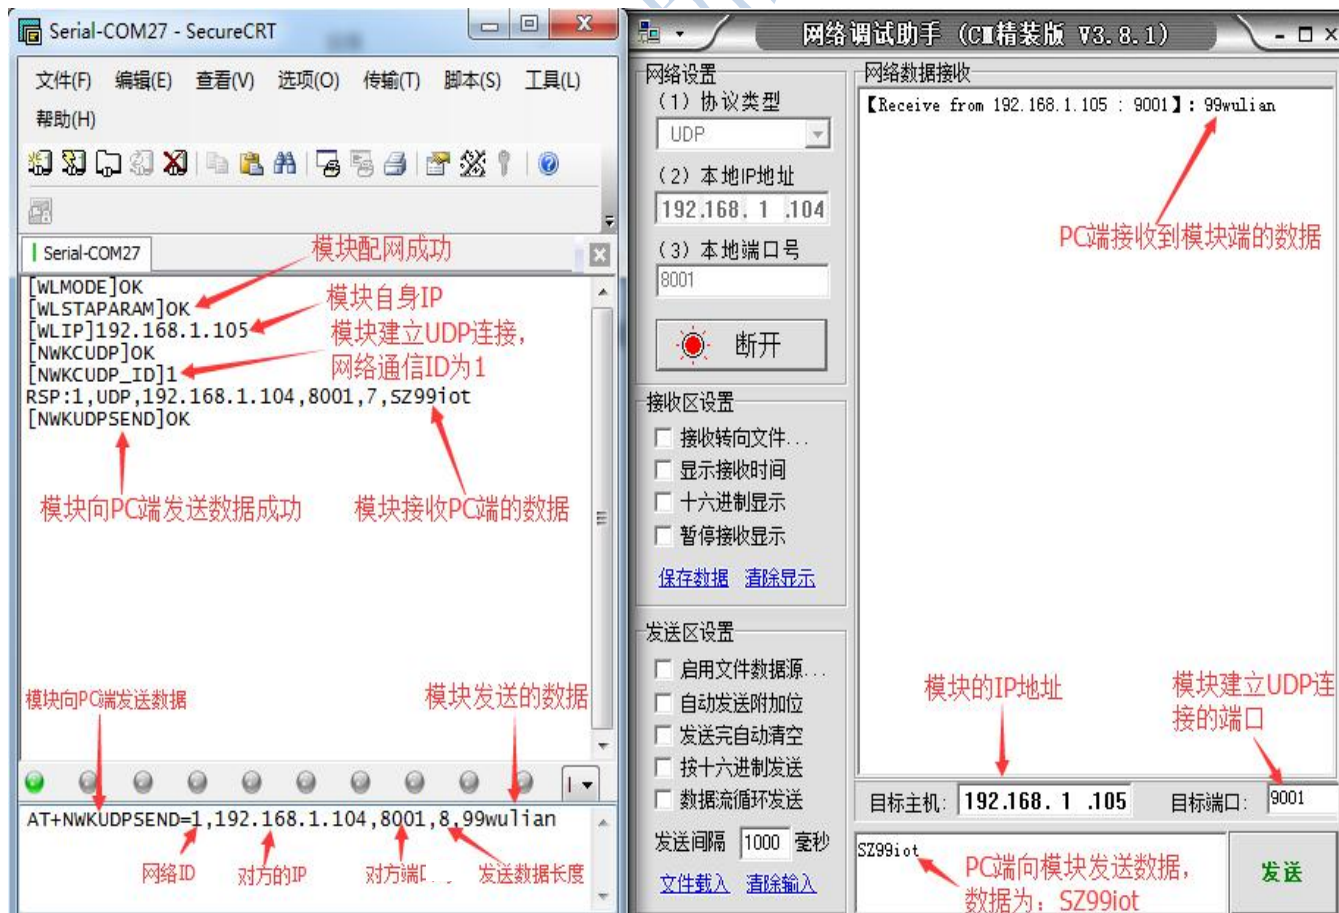 Serial-COM27 - SecureCRT
文件(F) 编辑(E) 查看(V) 选项(O) 传输(T) 脚本(S) 工具(L)
帮助(H)
Serial-COM27
模块配网成功
[WLMODE]OK
[WLSTAPARAM]OK
模块自身IP
[WLIP]192.168.1.105
模块建立UDP连接，
[NWKCUDP]OK
网络通信ID为1
[NWKCUDP_ID]1
RSP:1,UDP,192.168.1.104,8001,7,SZ99iot
[NWKUDPSEND]OK
模块向PC端发送数据成功
模块接收PC端的数据
模块向PC端发送数据
模块发送的数据
AT+NWKUDPSEND=1,192.168.1.104,8001,8,99wulian
网络ID
对方的IP
对方端
发送数据长度
网络调试助手 (CⅡ精装版 V3.8.1)
网络设置
(1) 协议类型
UDP
(2) 本地IP地址
192.168. 1 .104
(3) 本地端口号
8001
断开
接收区设置
接收转向文件...
显示接收时间
十六进制显示
暂停接收显示
保存数据 清除显示
发送区设置
启用文件数据源...
自动发送附加位
发送完自动清空
按十六进制发送
数据流循环发送
发送间隔 1000 毫秒
文件载入 清除输入
网络数据接收
【Receive from 192.168.1.105 : 9001】: 99wulian
PC端接收到模块端的数据
模块的IP地址
模块建立UDP连
接的端口
目标主机: 192.168. 1 .105 目标端口: 9001
SZ99iot
PC端向模块发送数据，
数据为：SZ99iot
发送